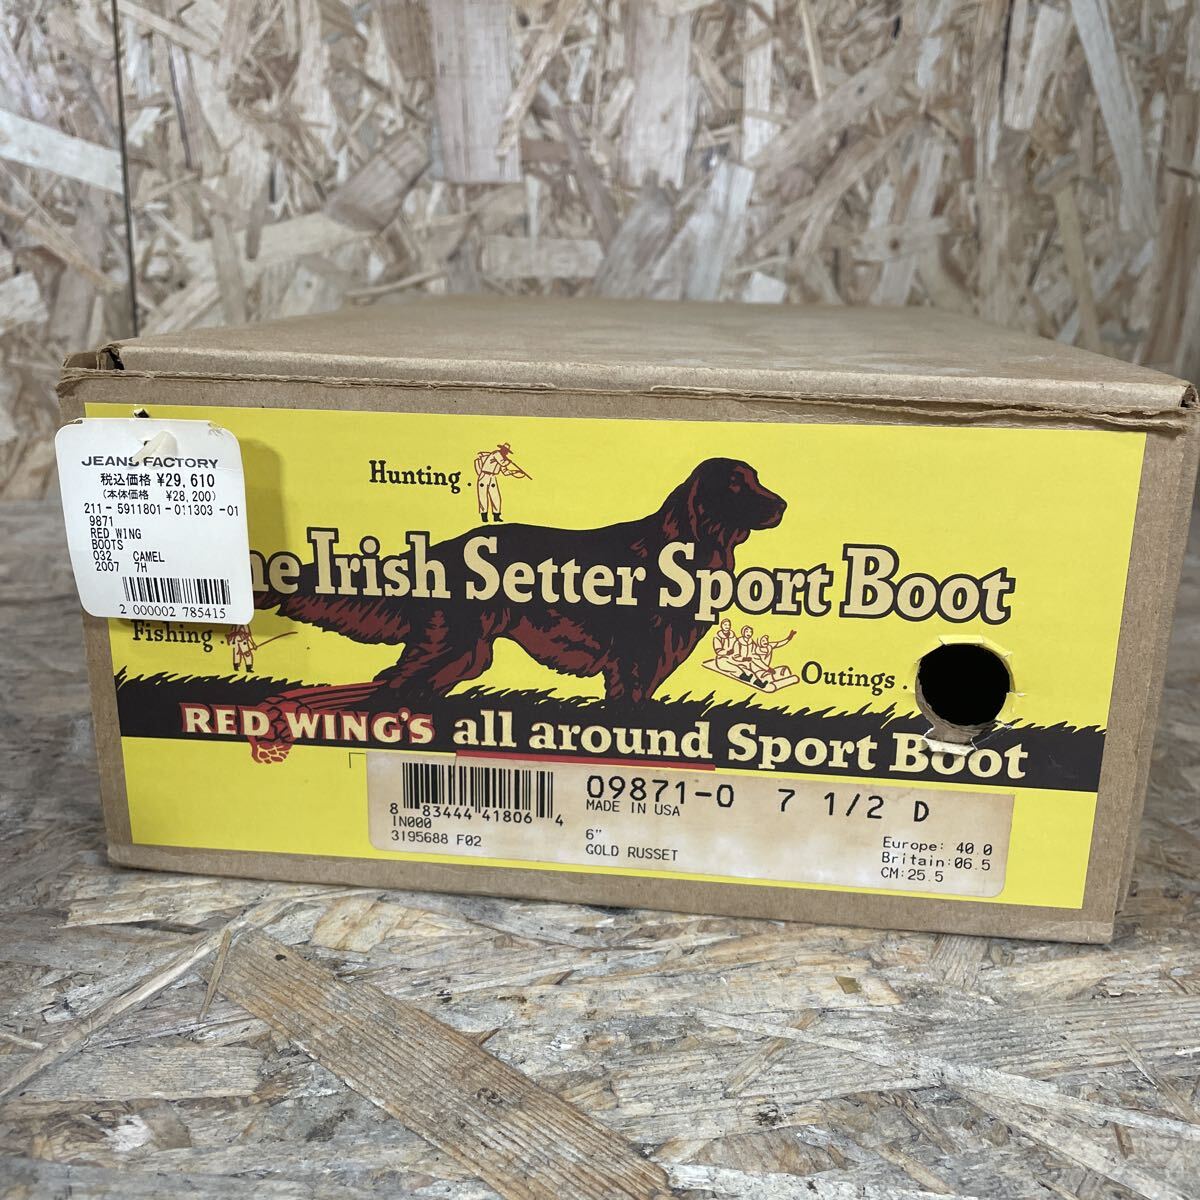 JEANS FACTORY
税込価格 ¥29,610
(本体価格 ¥28,200)
211-5911801-011303-01
9871
RED WING
BOOTS
032 CAMEL
2007 7H
2 000002 785415
Hunting.
Irish Setter Sport Boot
Fishing.
Outings.
RED WING'S all around Sport Boot
8 83444 41806 4
IN000
3195688 F02
09871-0 7 1/2 D
MADE IN USA
6"
GOLD RUSSET
Europe: 40.0
Britain:06.5
CM:25.5